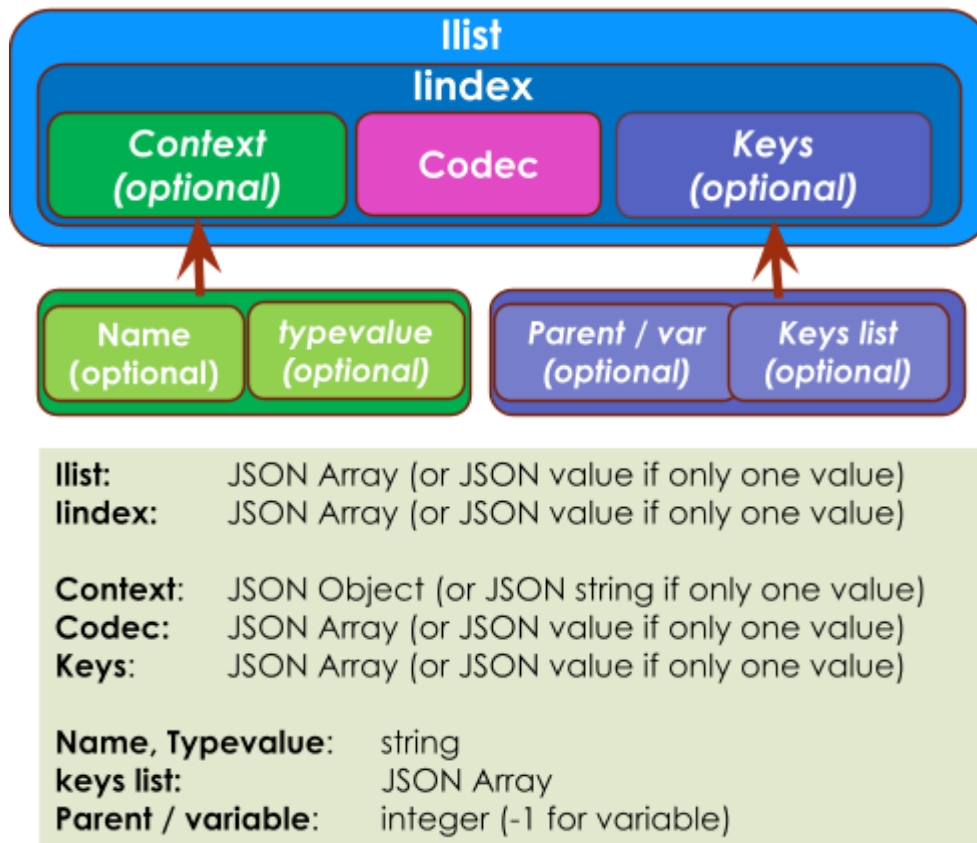 Ilist
Iindex
Context
(optional)
Codec
Keys
(optional)
Name
(optional)
typevalue
(optional)
Parent / var
(optional)
Keys list
(optional)
Ilist: JSON Array (or JSON value if only one value)
Iindex: JSON Array (or JSON value if only one value)
Context: JSON Object (or JSON string if only one value)
Codec: JSON Array (or JSON value if only one value)
Keys: JSON Array (or JSON value if only one value)
Name, Typevalue: string
keys list: JSON Array
Parent / variable: integer (-1 for variable)